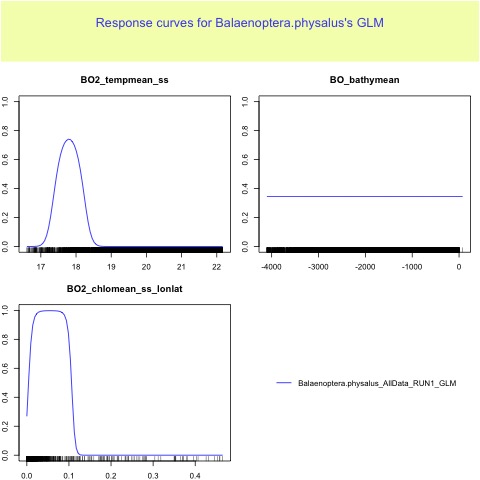 Response curves for Balaenoptera.physalus's GLM
BO2_tempmean_ss
0.0 0.2 0.4 0.6 0.8 1.0
17 18 19 20 21 22
BO_bathymean
0.0 0.2 0.4 0.6 0.8 1.0
-4000 -3000 -2000 -1000 0
BO2_chlomean_ss_lonlat
0.0 0.2 0.4 0.6 0.8 1.0
0.0 0.1 0.2 0.3 0.4
Balaenoptera.physalus_AllData_RUN1_GLM